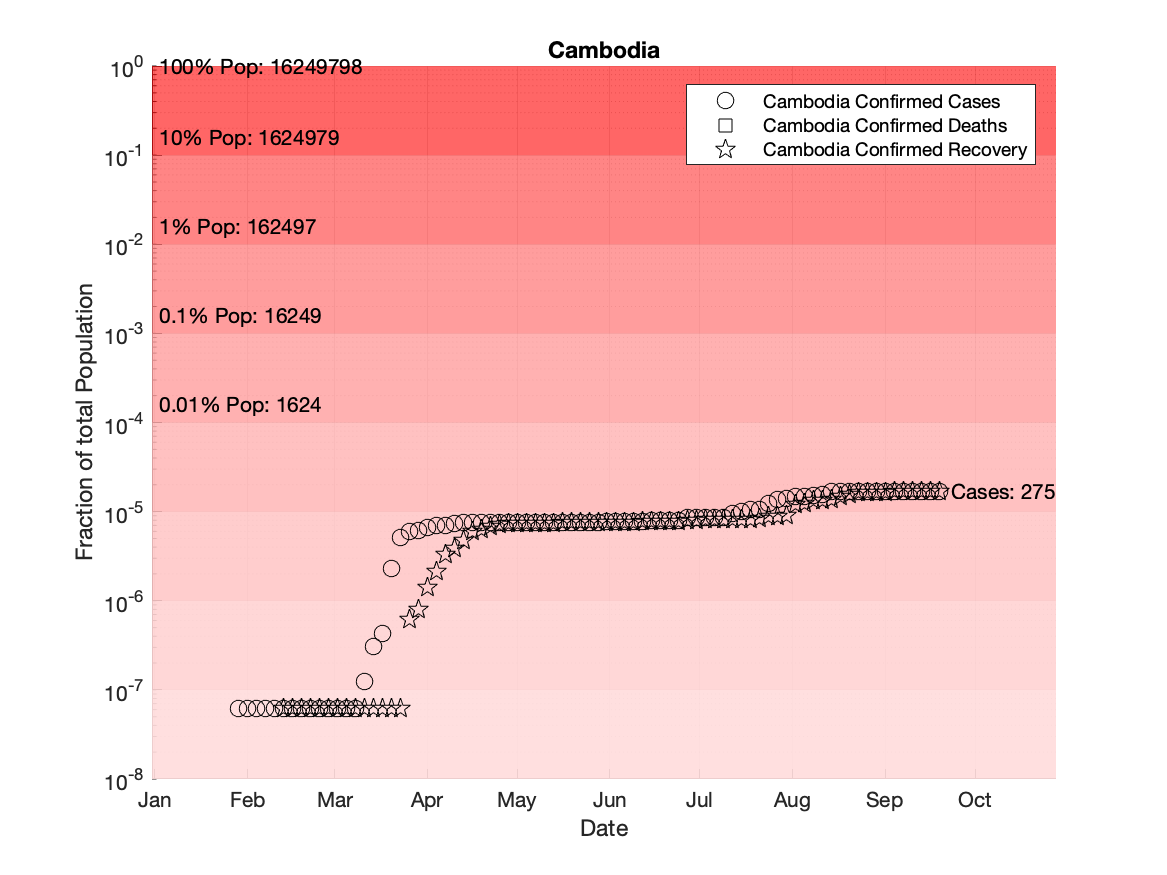 Cambodia
10^0
100% Pop: 16249798
Cambodia Confirmed Cases
Cambodia Confirmed Deaths
Cambodia Confirmed Recovery
10% Pop: 1624979
10^-1
1% Pop: 162497
10^-2
0.1% Pop: 16249
10^-3
0.01% Pop: 1624
10^-4
Cases: 275
10^-5
10^-6
10^-7
10^-8
Fraction of total Population
Jan Feb Mar Apr May Jun Jul Aug Sep Oct
Date